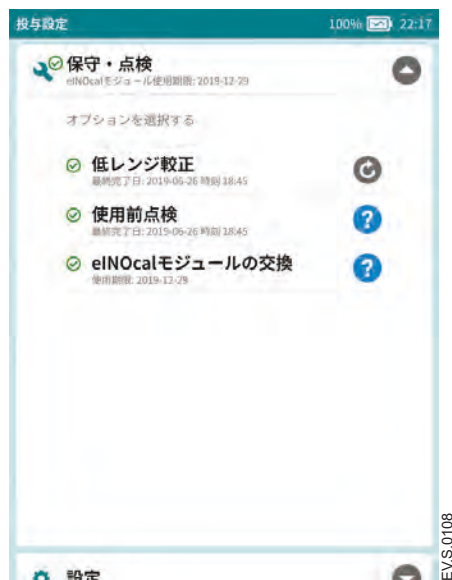 投与設定 100% 22:17
保守・点検
eINOcalモジュール使用期限: 2019-12-29
オプションを選択する
低レンジ較正
最終完了日: 2019-06-26 時刻 18:45
使用前点検
最終完了日: 2019-06-26 時刻 18:45
eINOcalモジュールの交換
使用期限: 2019-12-29
設定
EV.S.0108